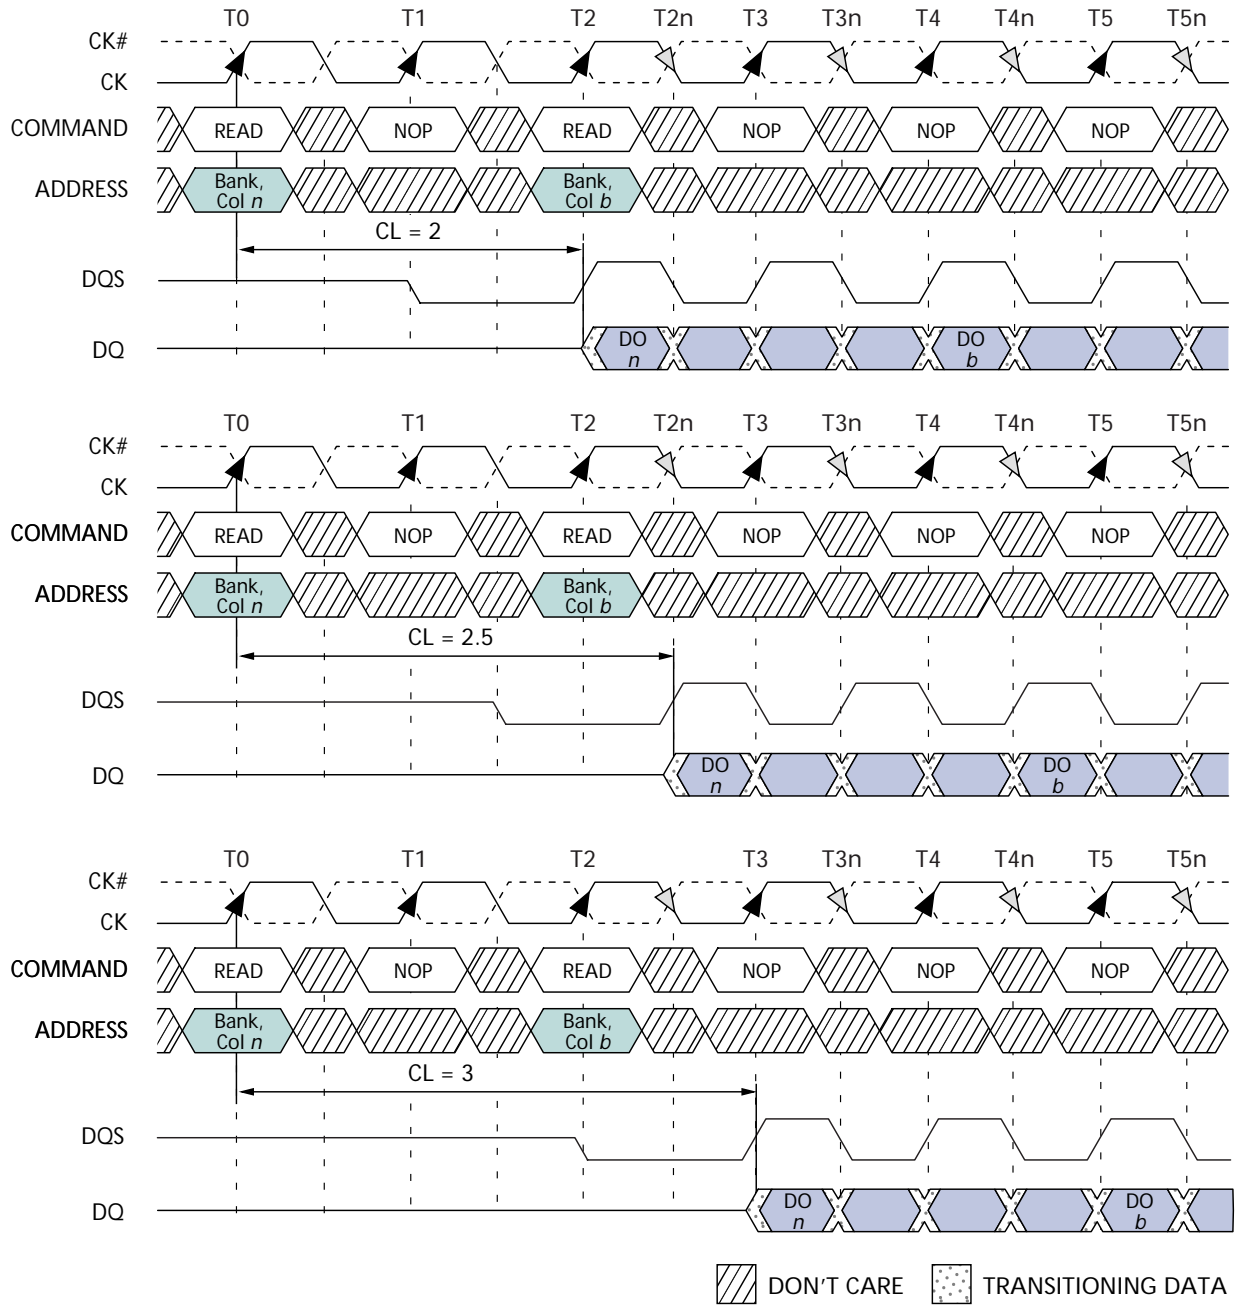 T0 T1 T2 T2n T3 T3n T4 T4n T5 T5n
CK#
CK
COMMAND READ NOP READ NOP NOP NOP
ADDRESS Bank, Col n Bank, Col b
CL = 2
DQS
DQ DO n DO b
T0 T1 T2 T2n T3 T3n T4 T4n T5 T5n
CK#
CK
COMMAND READ NOP READ NOP NOP NOP
ADDRESS Bank, Col n Bank, Col b
CL = 2.5
DQS
DQ DO n DO b
T0 T1 T2 T3 T3n T4 T4n T5 T5n
CK#
CK
COMMAND READ NOP READ NOP NOP NOP
ADDRESS Bank, Col n Bank, Col b
CL = 3
DQS
DQ DO n DO b
DON'T CARE TRANSITIONING DATA